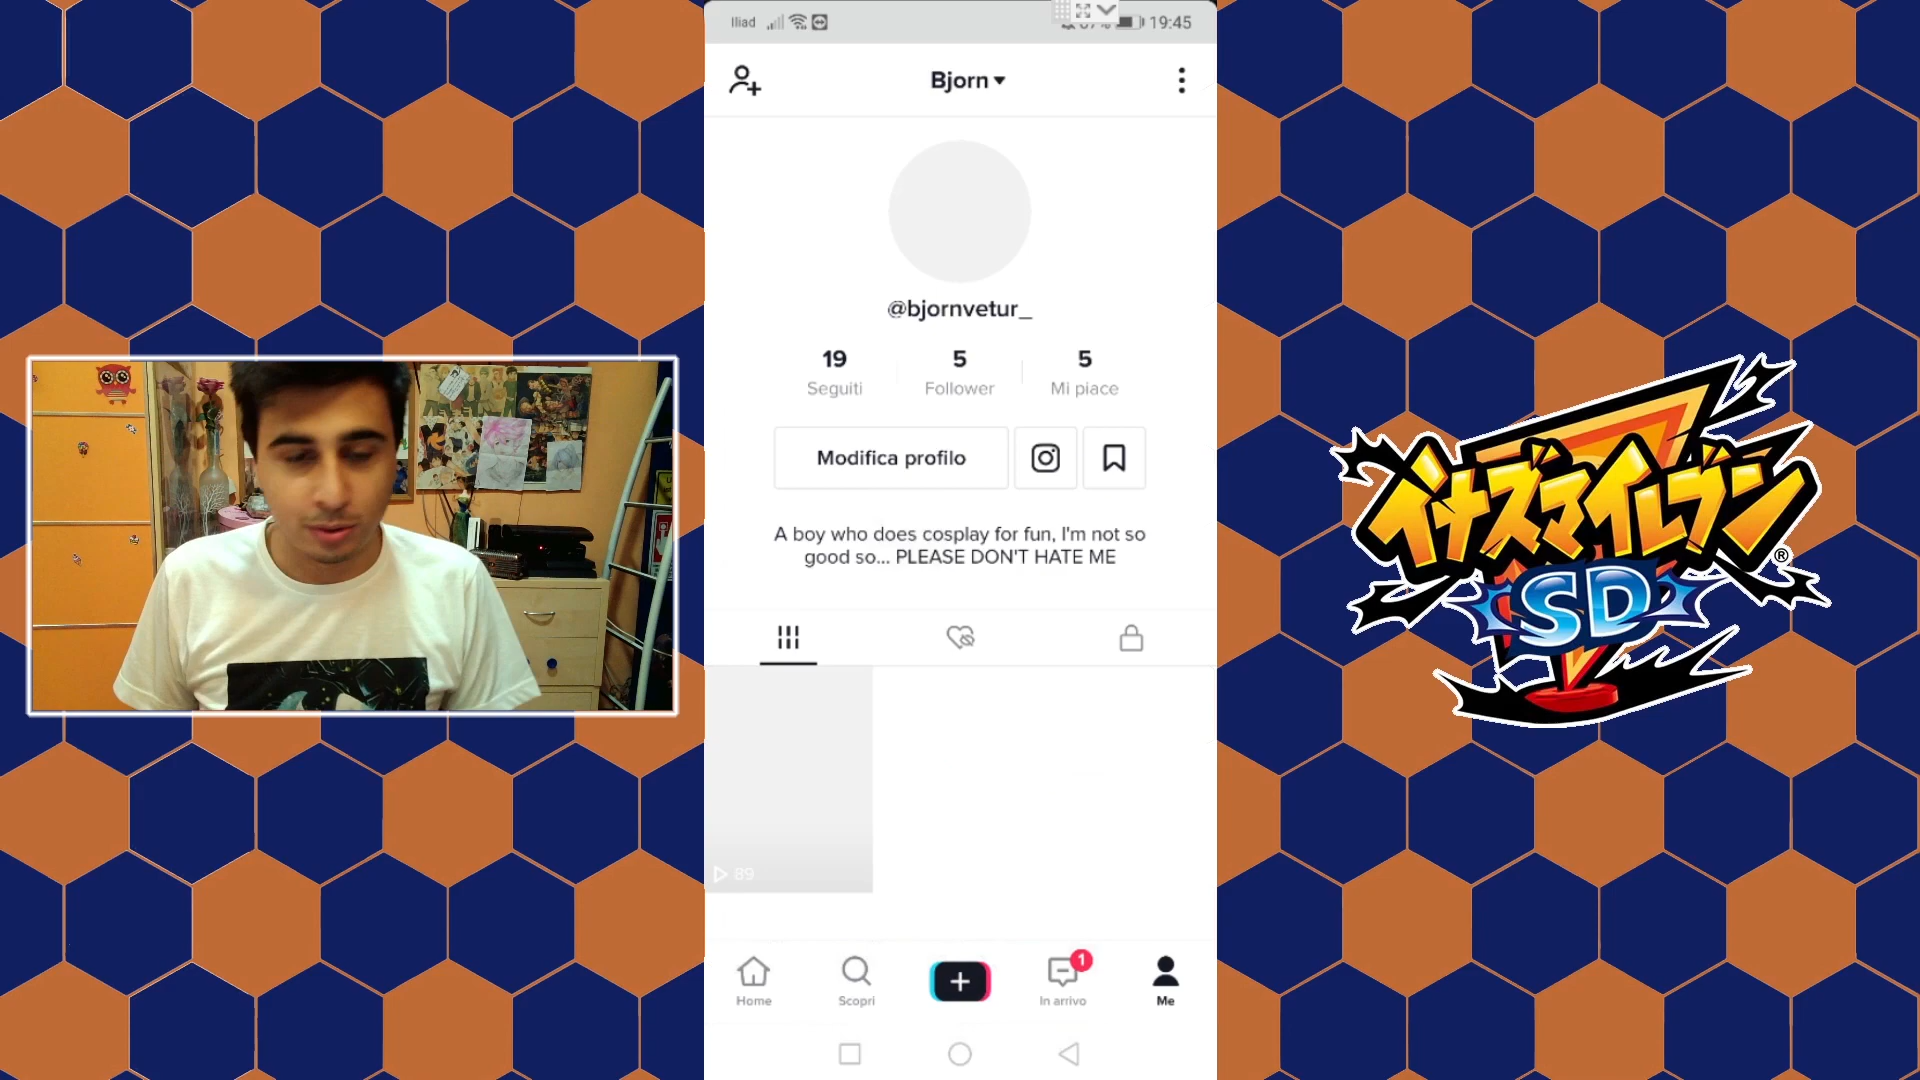 Iliad
19:45
Bjorn
@bjornvetur_
19 5 5
Seguiti Follower Mi piace
Modifica profilo
A boy who does cosplay for fun, I'm not so
good so... PLEASE DON'T HATE ME
89
1
Home Scopri In arrivo Me
イナズマイレブン
®
SD